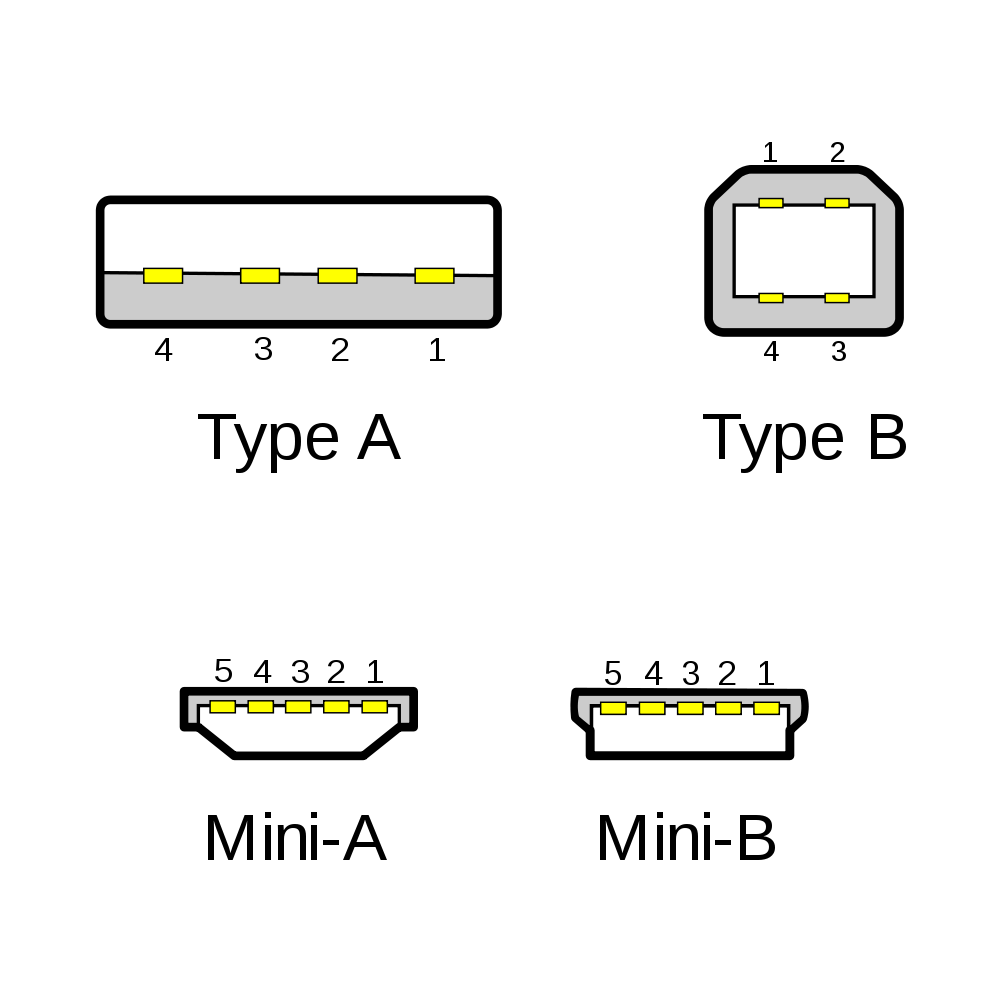 1 2
4 3 2 1
4 3
Type A
Type B
5 4 3 2 1
5 4 3 2 1
Mini-A
Mini-B